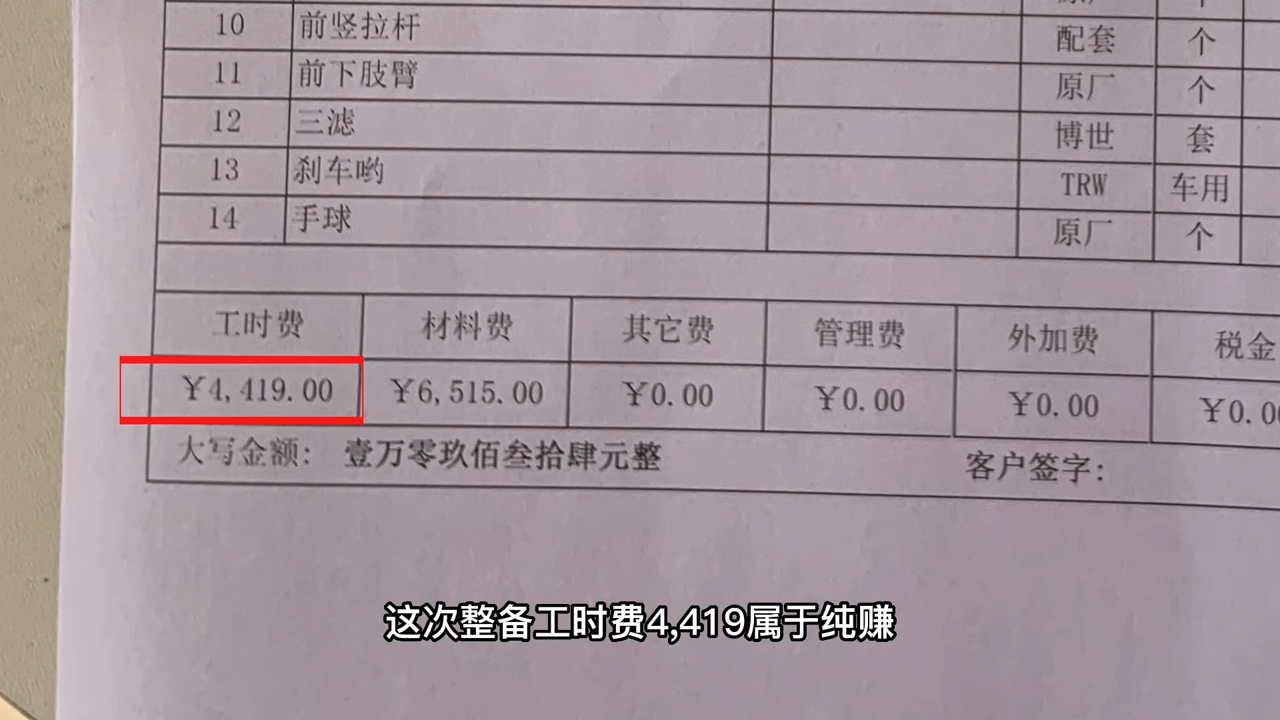 10 前竖拉杆 配套 个
11 前下肢臂 原厂 个
12 三滤 博世 套
13 刹车哟 TRW 车用
14 手球 原厂 个
工时费 材料费 其它费 管理费 外加费 税金
￥4,419.00 ￥6,515.00 ￥0.00 ￥0.00 ￥0.00 ￥0.0
大写金额： 壹万零玖佰叁拾肆元整 客户签字：
这次整备工时费4,419属于纯赚